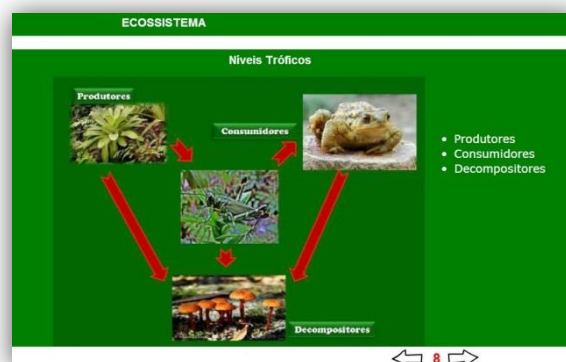 ECOSSISTEMA
Níveis Tróficos
Produtores
Consumidores
Decompositores
• Produtores
• Consumidores
• Decompositores
8